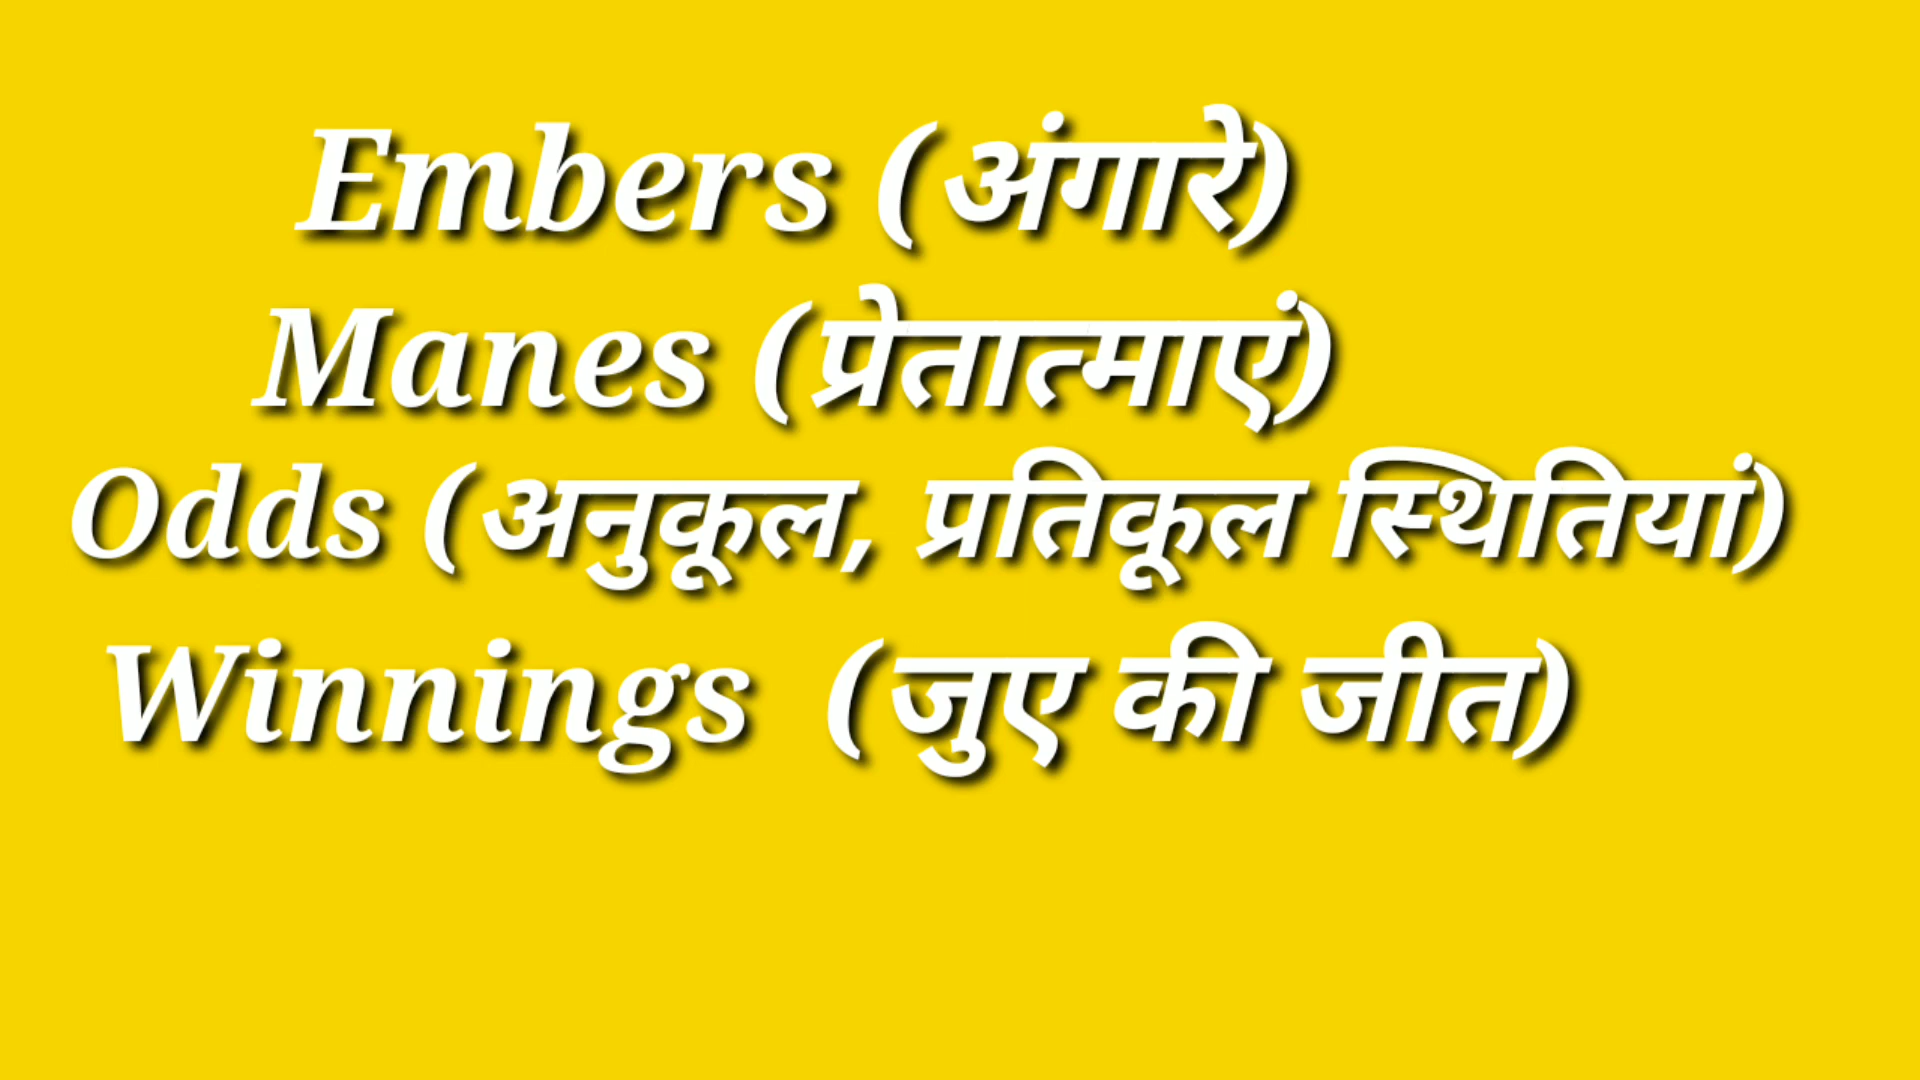 Embers (अंगारे)
Manes (प्रेतात्माएं)
Odds (अनुकूल, प्रतिकूल स्थितियां)
Winnings (जुए की जीत)